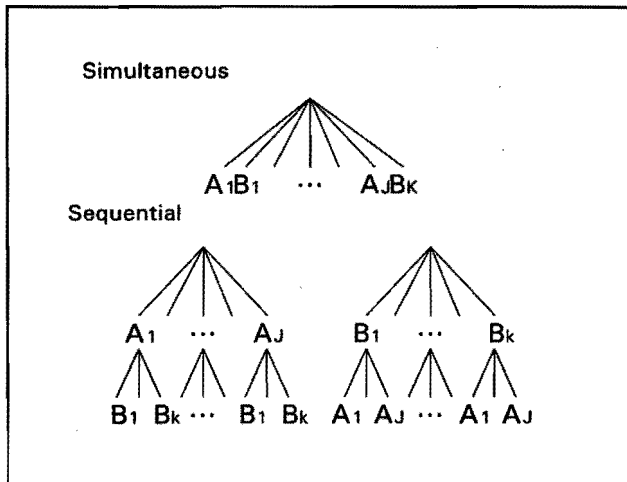 Simultaneous
A1B1 ... AJBK
Sequential
A1 ... AJ B1 ... Bk
B1 Bk ... B1 Bk A1 AJ ... A1 AJ